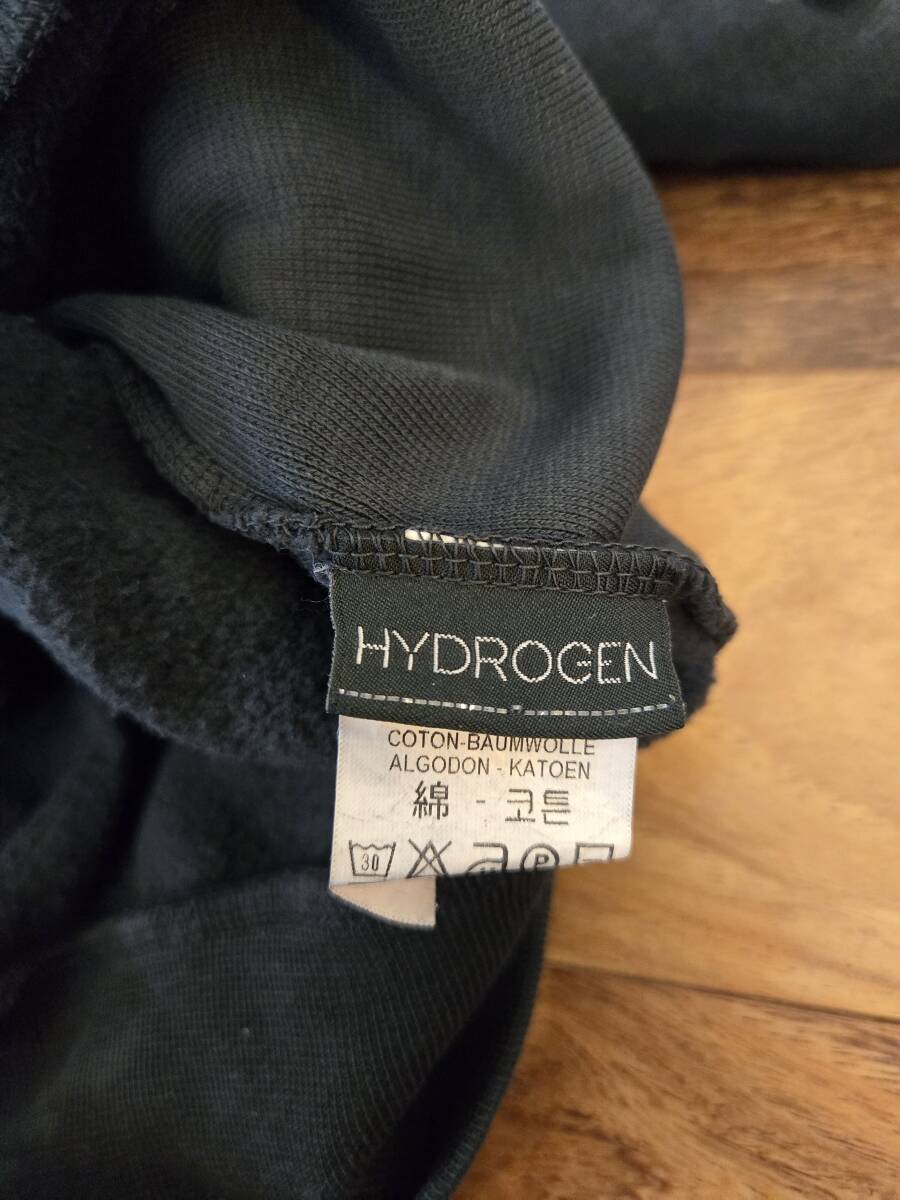 HYDROGEN
COTON-BAUMWOLLE
ALGODON - KATOEN
綿 - 코튼
30 P